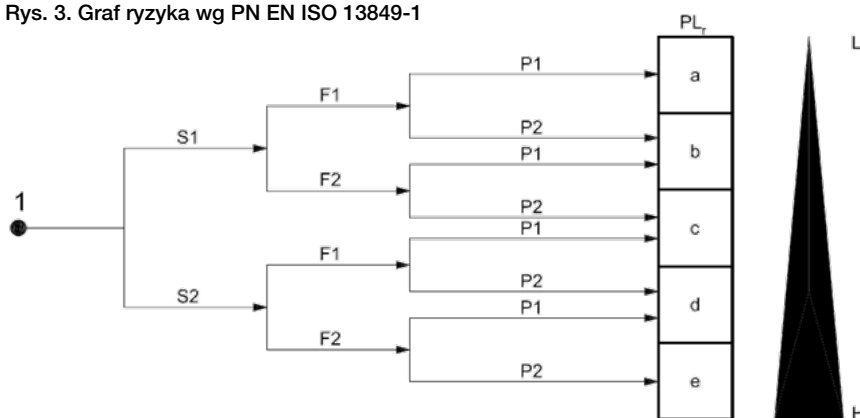 Rys. 3. Graf ryzyka wg PN EN ISO 13849-1
PLr
L
P1
a
F1
P2
S1
P1
b
F2
1
P2
P1
c
F1
P2
S2
P1
d
F2
P2
e
H